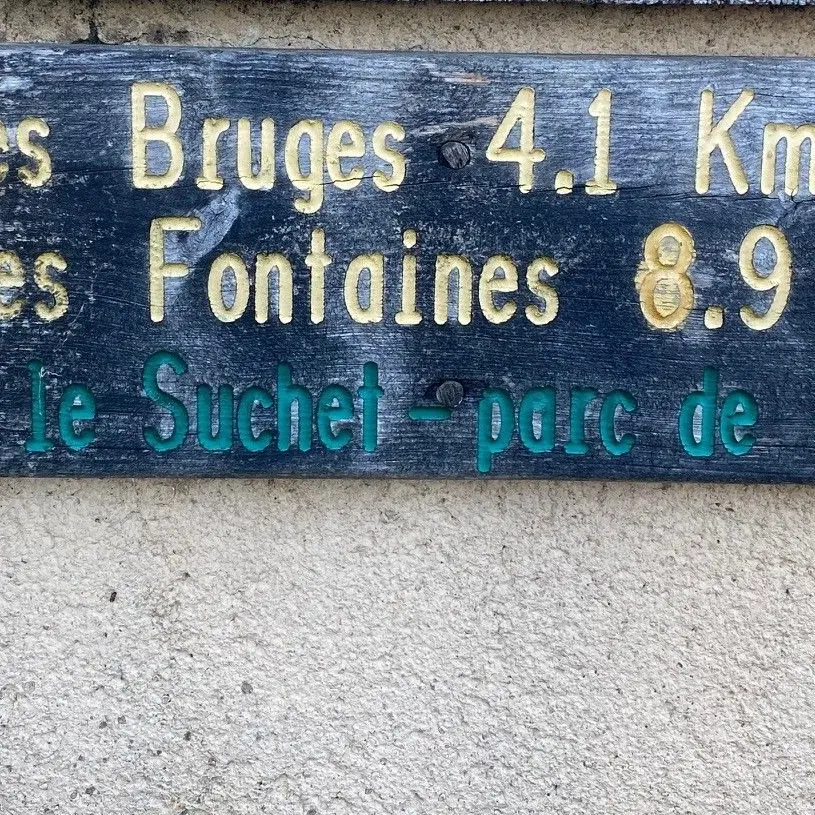 es Bruges 4.1 Km
es Fontaines 8.9
le Suchet - parc de